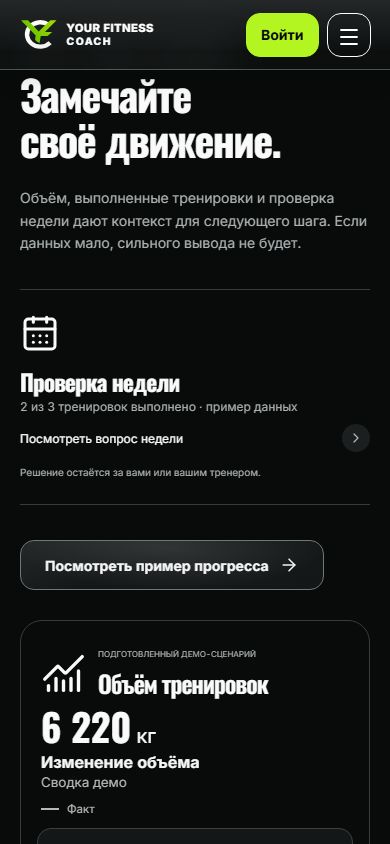 YOUR FITNESS
COACH
Войти
Замечайте
своё движение.
Объём, выполненные тренировки и проверка
недели дают контекст для следующего шага. Если
данных мало, сильного вывода не будет.
Проверка недели
2 из 3 тренировок выполнено · пример данных
Посмотреть вопрос недели
Решение остаётся за вами или вашим тренером.
Посмотреть пример прогресса
ПОДГОТОВЛЕННЫЙ ДЕМО-СЦЕНАРИЙ
Объём тренировок
6 220 кг
Изменение объёма
Сводка демо
Факт